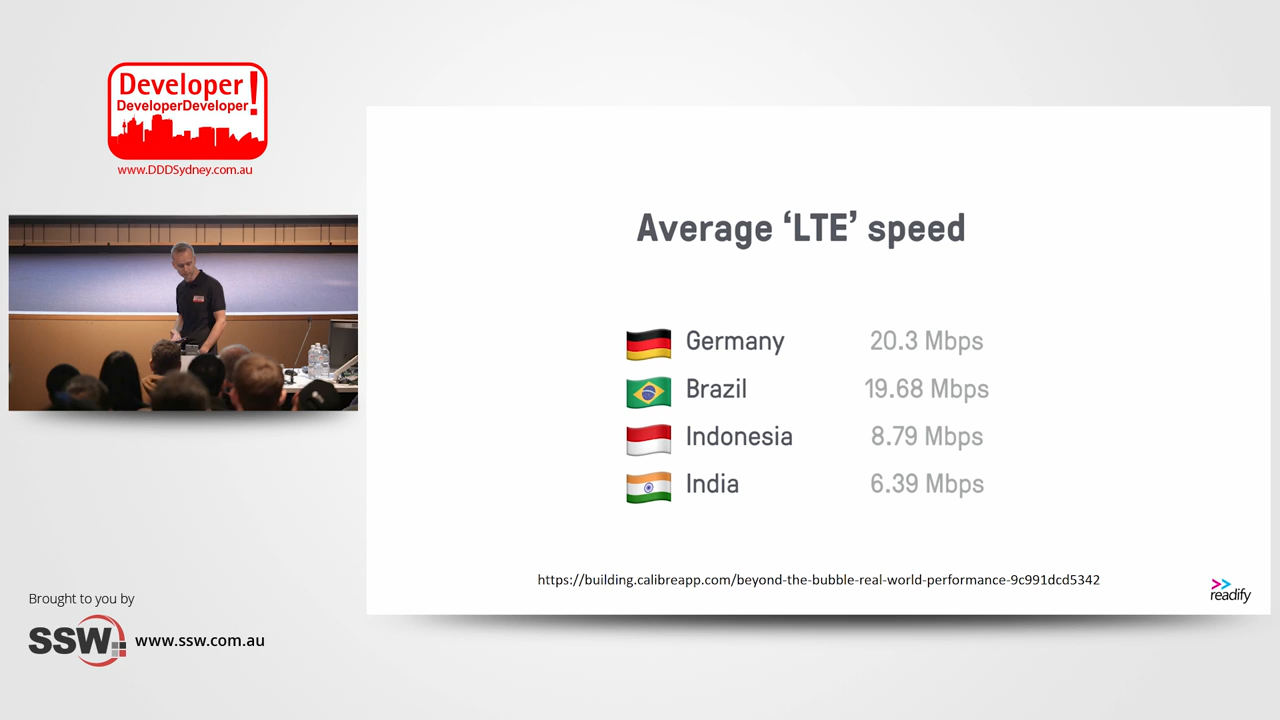 Developer!
DeveloperDeveloper
www.DDDSydney.com.au
Average ‘LTE’ speed
Germany 20.3 Mbps
Brazil 19.68 Mbps
Indonesia 8.79 Mbps
India 6.39 Mbps
https://building.calibreapp.com/beyond-the-bubble-real-world-performance-9c991dcd5342
readify
Brought to you by
SSW www.ssw.com.au